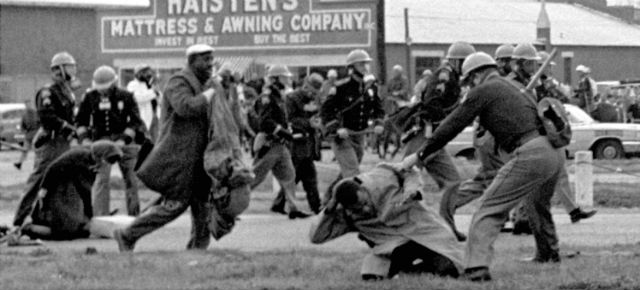 HAISTEN'S
MATTRESS & AWNING COMPANY
INVEST IN REST BUY THE BEST